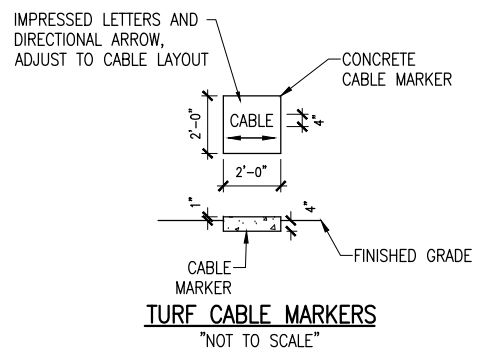 IMPRESSED LETTERS AND
DIRECTIONAL ARROW,
ADJUST TO CABLE LAYOUT
CONCRETE
CABLE MARKER
CABLE
2'-0"
4"
2'-0"
1"
4"
FINISHED GRADE
CABLE
MARKER
TURF CABLE MARKERS
"NOT TO SCALE"